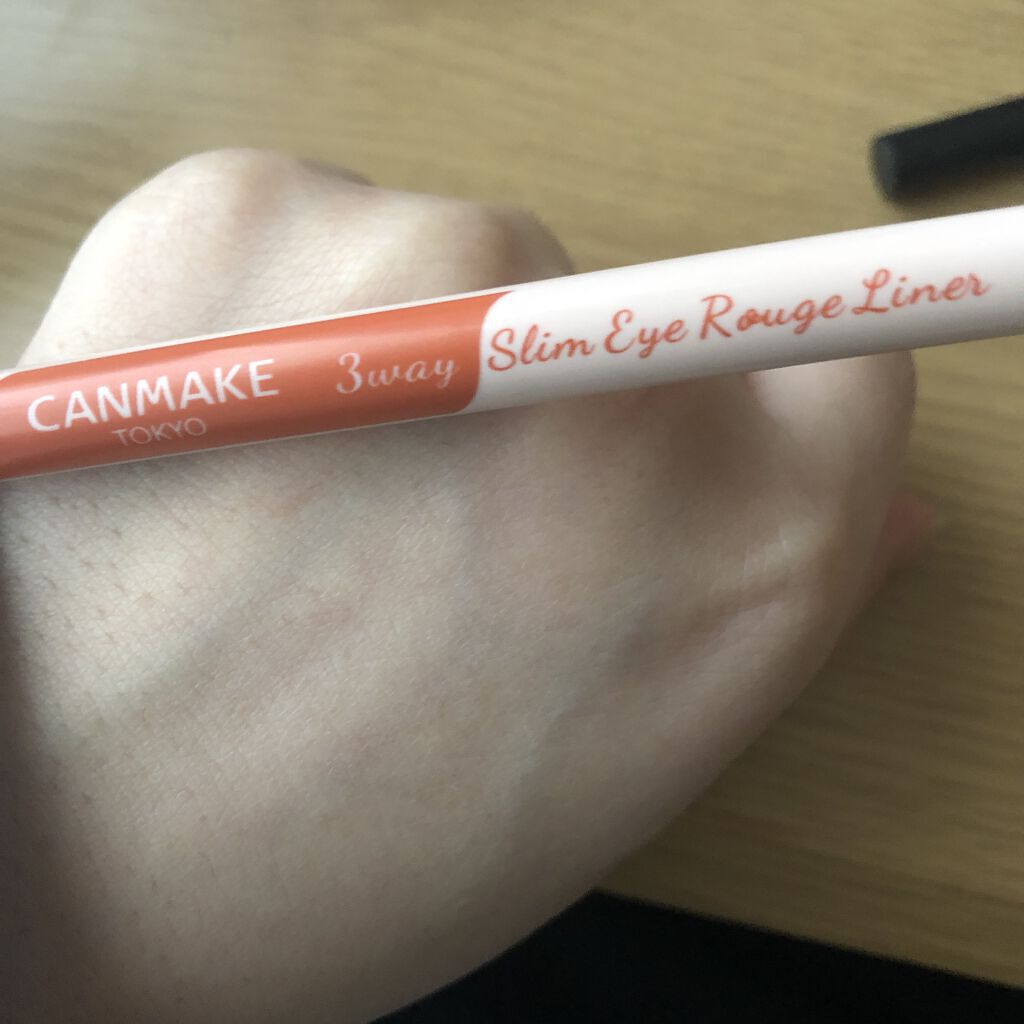 CANMAKE
TOKYO
3way
Slim Eye Rouge Liner